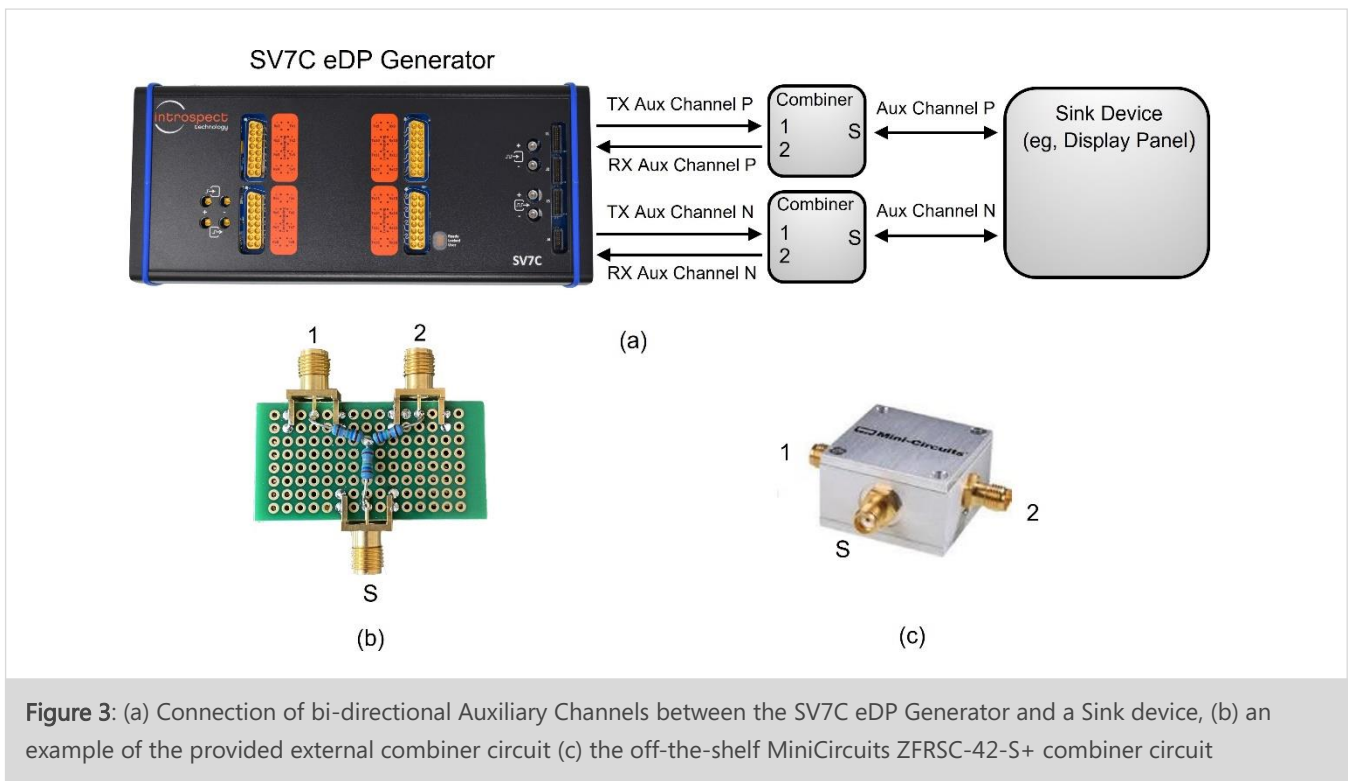 SV7C eDP Generator
introspect
technology
SV7C
TX Aux Channel P
RX Aux Channel P
TX Aux Channel N
RX Aux Channel N
Combiner
1
2
S
Combiner
1
2
S
Aux Channel P
Aux Channel N
Sink Device
(eg, Display Panel)
(a)
1
2
S
(b)
Mini-Circuits
1
2
S
(c)
Figure 3: (a) Connection of bi-directional Auxiliary Channels between the SV7C eDP Generator and a Sink device, (b) an
example of the provided external combiner circuit (c) the off-the-shelf MiniCircuits ZFRSC-42-S+ combiner circuit